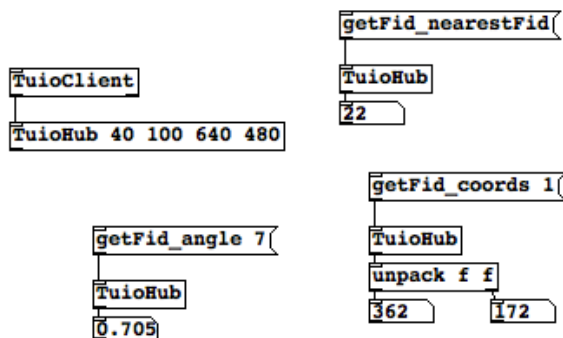 TuioClient
TuioHub 40 100 640 480
getFid_nearestFid
TuioHub
22
getFid_angle 7
TuioHub
0.705
getFid_coords 1
TuioHub
unpack f f
362 172